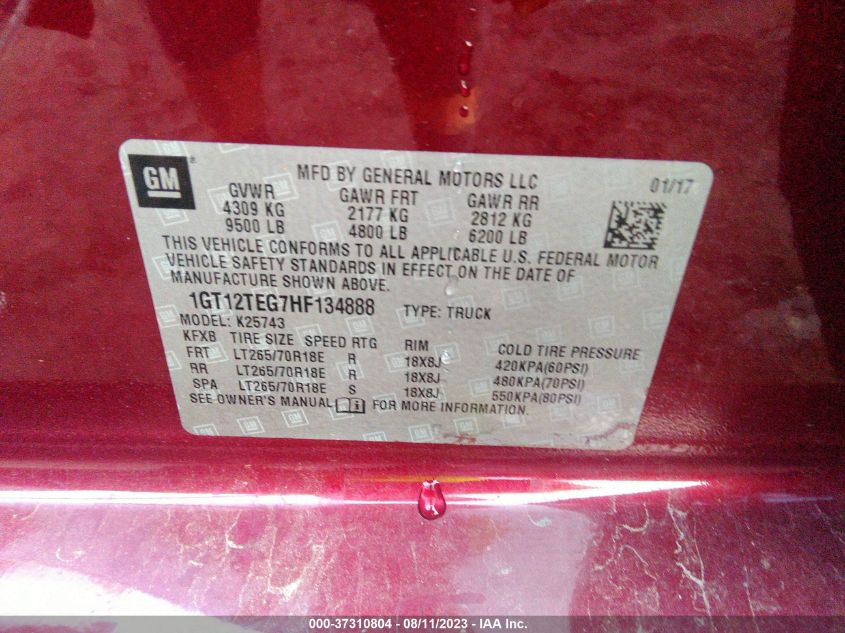 GM ®
MFD BY GENERAL MOTORS LLC 01/17
GVWR GAWR FRT GAWR RR
4309 KG 2177 KG 2812 KG
9500 LB 4800 LB 6200 LB
THIS VEHICLE CONFORMS TO ALL APPLICABLE U.S. FEDERAL MOTOR
VEHICLE SAFETY STANDARDS IN EFFECT ON THE DATE OF
MANUFACTURE SHOWN ABOVE.
1GT12TEG7HF134888 TYPE: TRUCK
MODEL: K25743
KFXB TIRE SIZE SPEED RTG RIM COLD TIRE PRESSURE
FRT LT265/70R18E R 18X8J 420KPA(60PSI)
RR LT265/70R18E R 18X8J 480KPA(70PSI)
SPA LT265/70R18E S 18X8J 550KPA(80PSI)
SEE OWNER'S MANUAL FOR MORE INFORMATION.
000-37310804 - 08/11/2023 - IAA Inc.